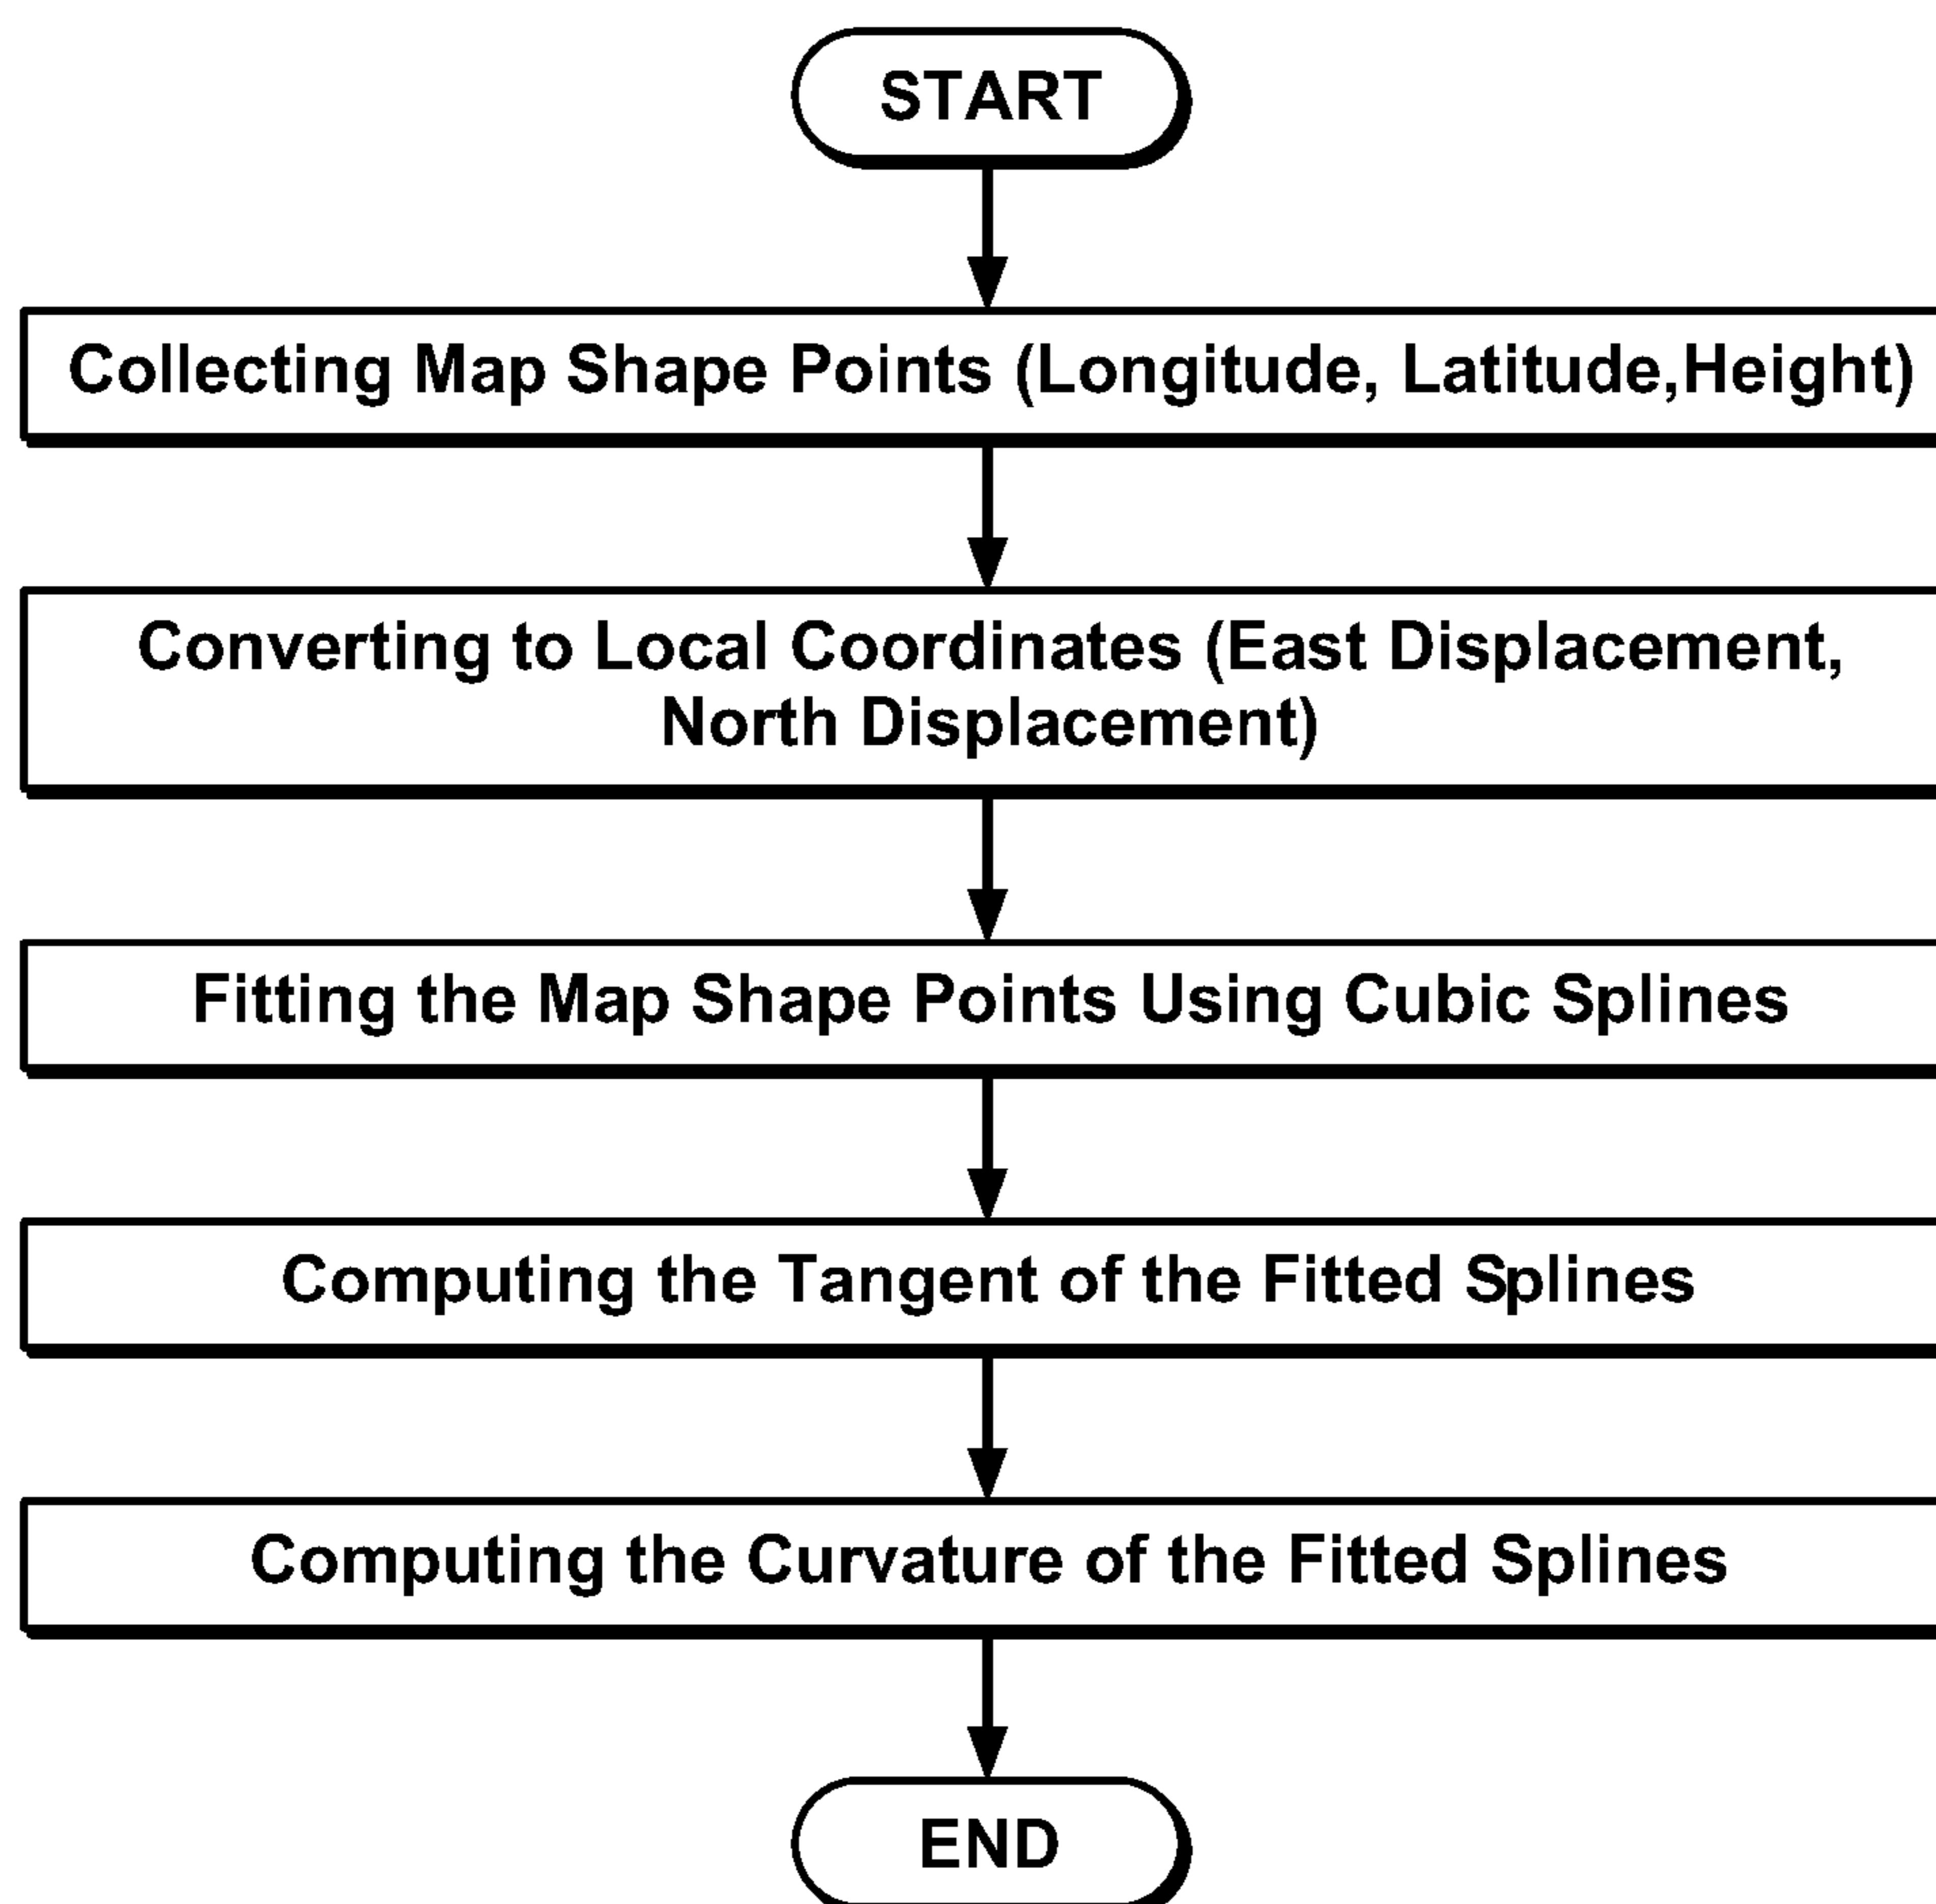 START
Collecting Map Shape Points (Longitude, Latitude,Height)
Converting to Local Coordinates (East Displacement,
North Displacement)
Fitting the Map Shape Points Using Cubic Splines
Computing the Tangent of the Fitted Splines
Computing the Curvature of the Fitted Splines
END